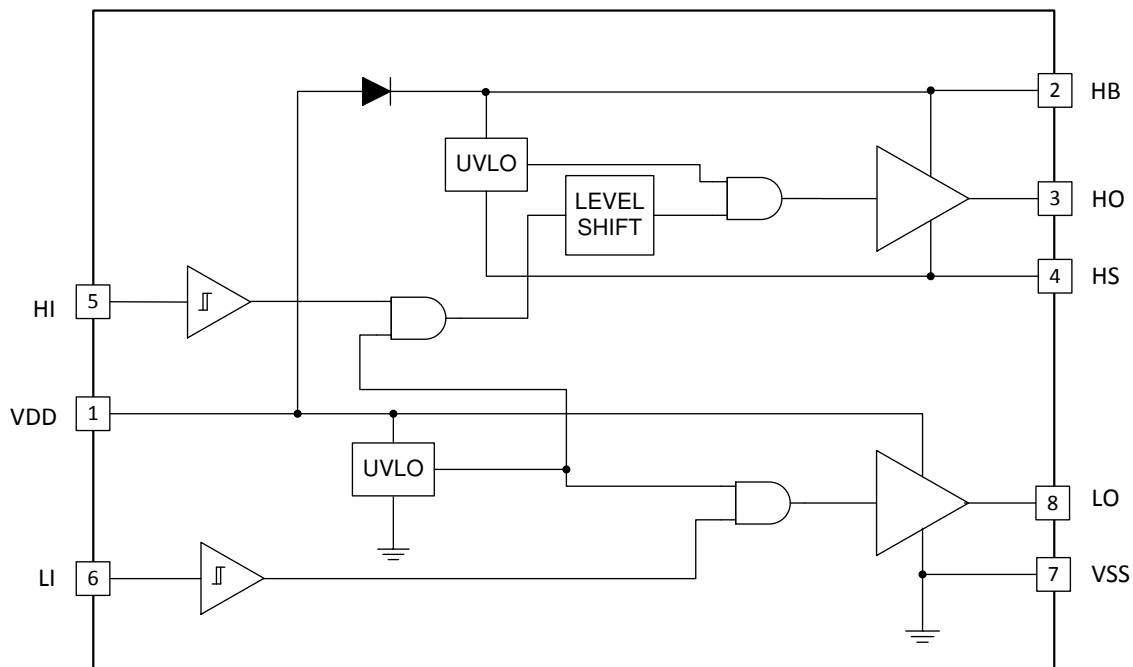 2 HB
UVLO
LEVEL
SHIFT
3 HO
4 HS
HI 5
VDD 1
UVLO
8 LO
LI 6
7 VSS